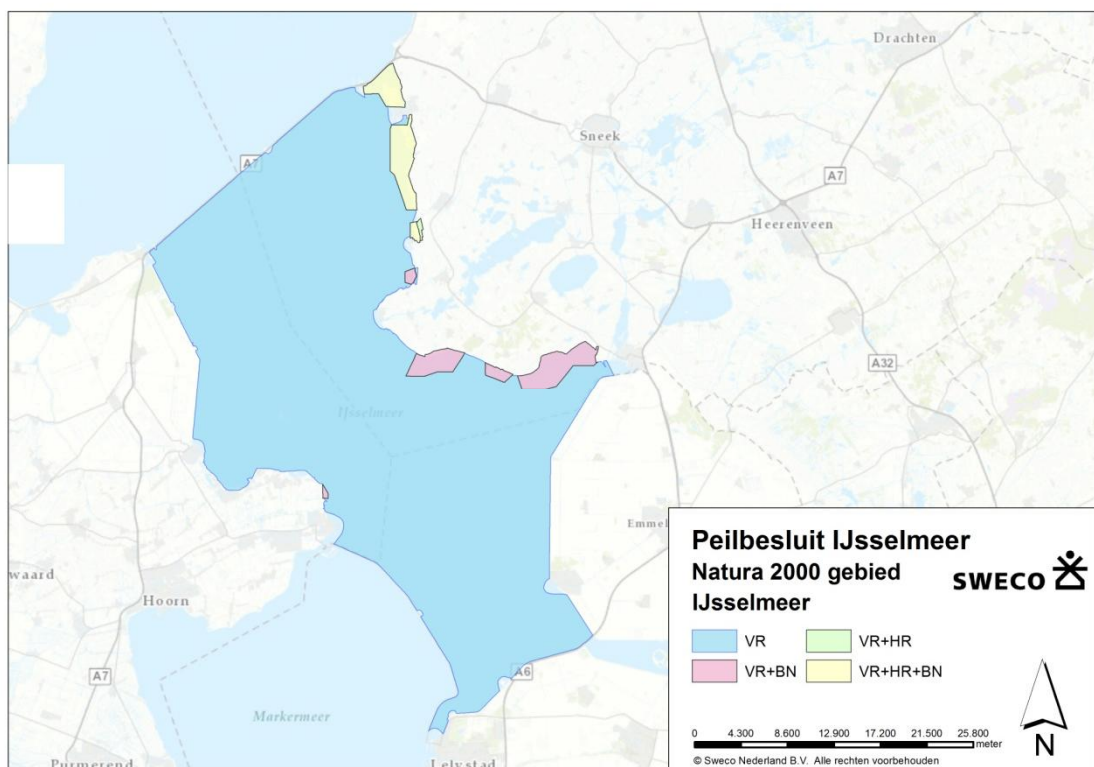 Drachten
Sneek
A7
A7
Heerenveen
A32
IJsselmeer
Emmel
waard
Hoorn
A7
A6
Markermeer
Purmerend
Lelystad
Peilbesluit IJsselmeer
Natura 2000 gebied
IJsselmeer
SWECO
VR
VR+HR
VR+BN
VR+HR+BN
0 4.300 8.600 12.900 17.200 21.500 25.800
meter
N
© Sweco Nederland B.V. Alle rechten voorbehouden